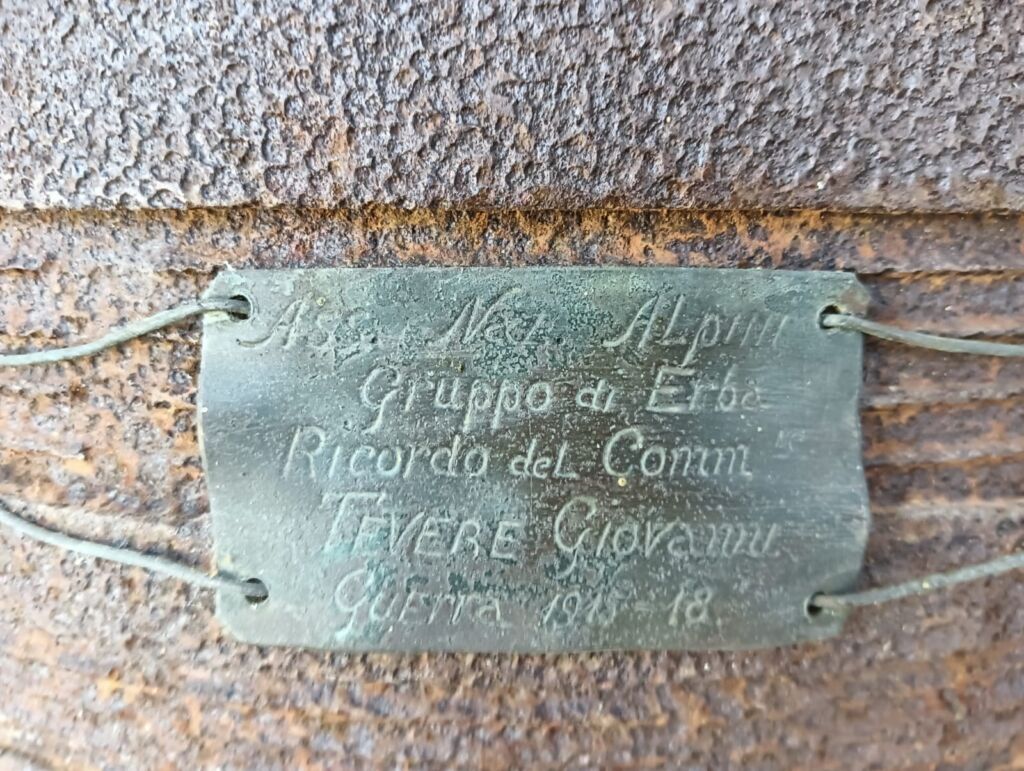 Ass. Naz. ALpini
Gruppo di Erba
Ricordo deL Comm
TEVERE Giovanni
GuErra 1915-18.